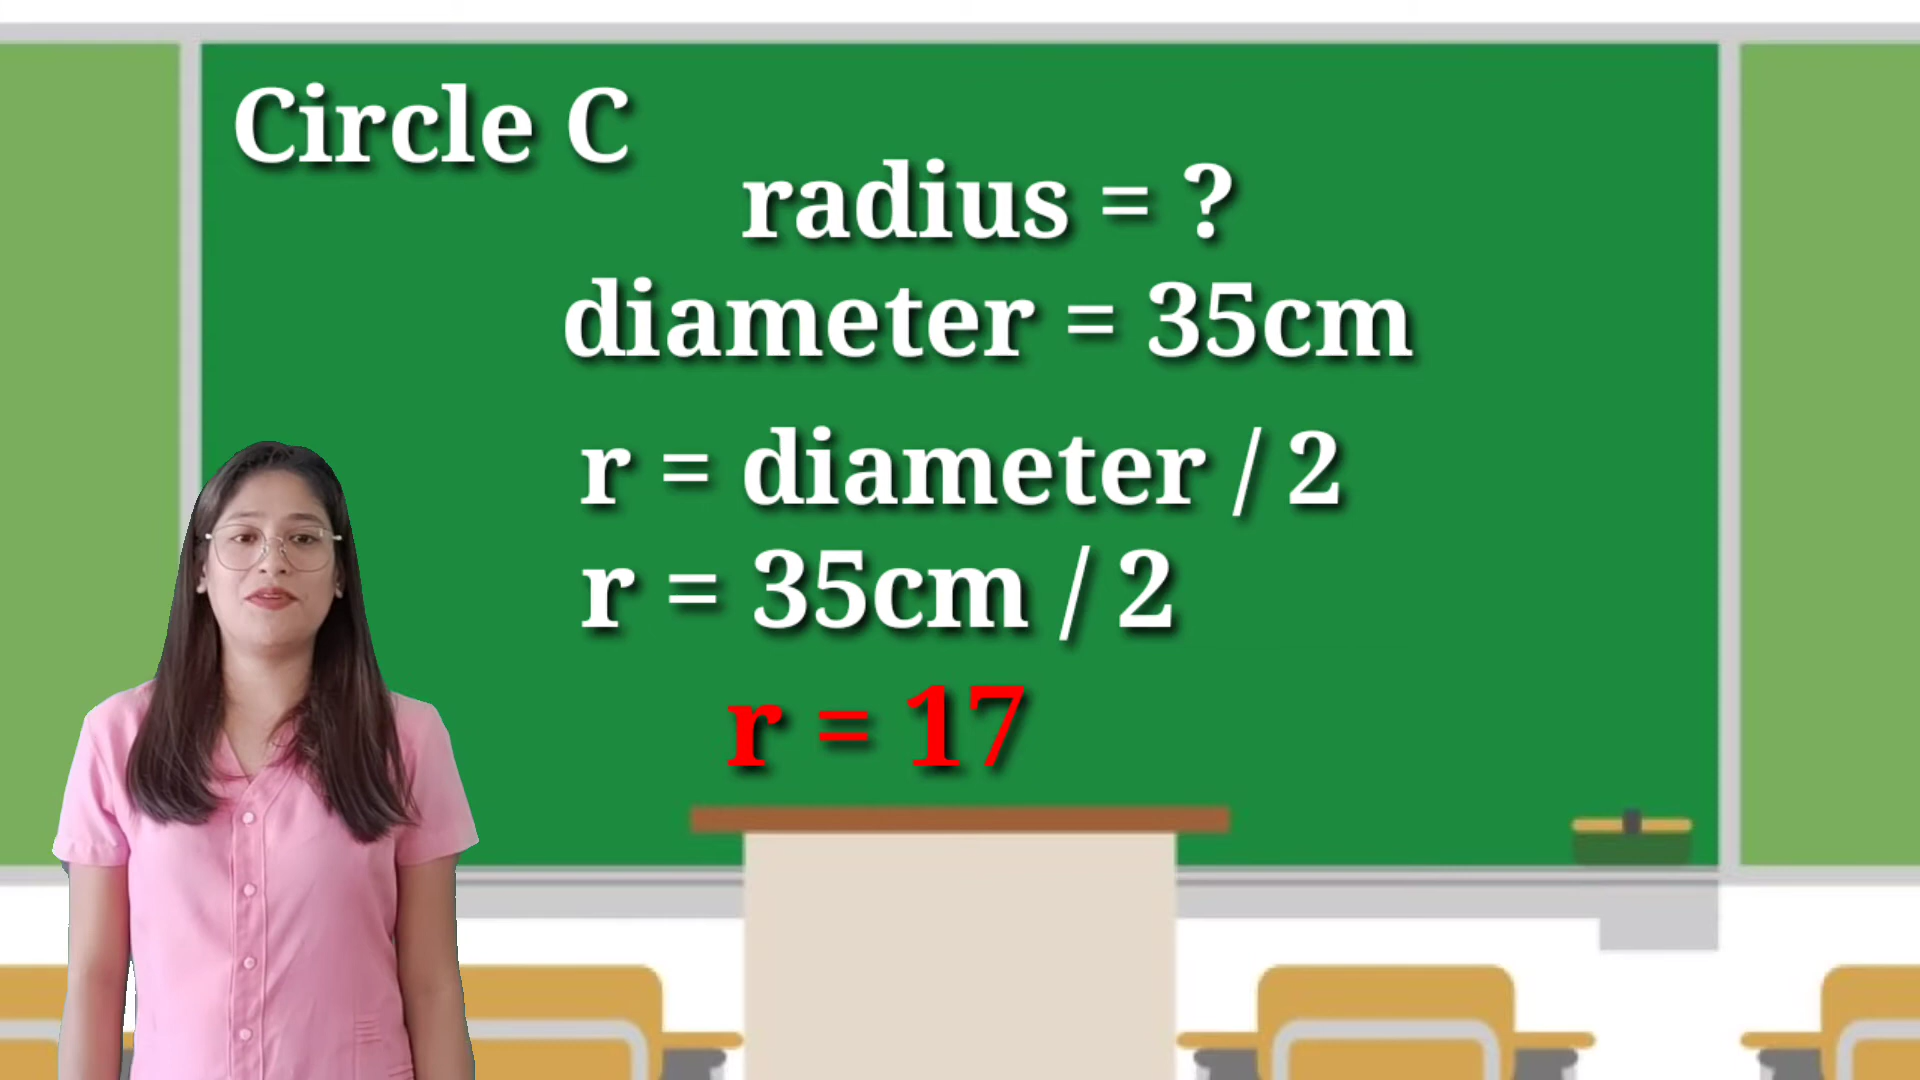 Circle C
radius = ?
diameter = 35cm
r = diameter / 2
r = 35cm / 2
r = 17